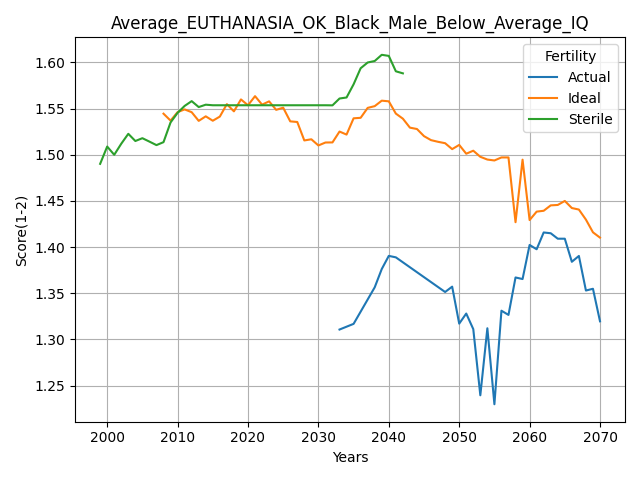 Average_EUTHANASIA_OK_Black_Male_Below_Average_IQ
Fertility
Actual
Ideal
Sterile
Score(1-2)
1.60
1.55
1.50
1.45
1.40
1.35
1.30
1.25
2000 2010 2020 2030 2040 2050 2060 2070
Years